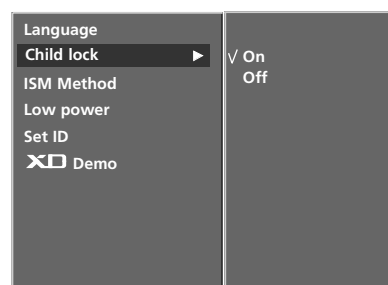 Language
Child lock ▶
ISM Method
Low power
Set ID
XD Demo
√ On
Off